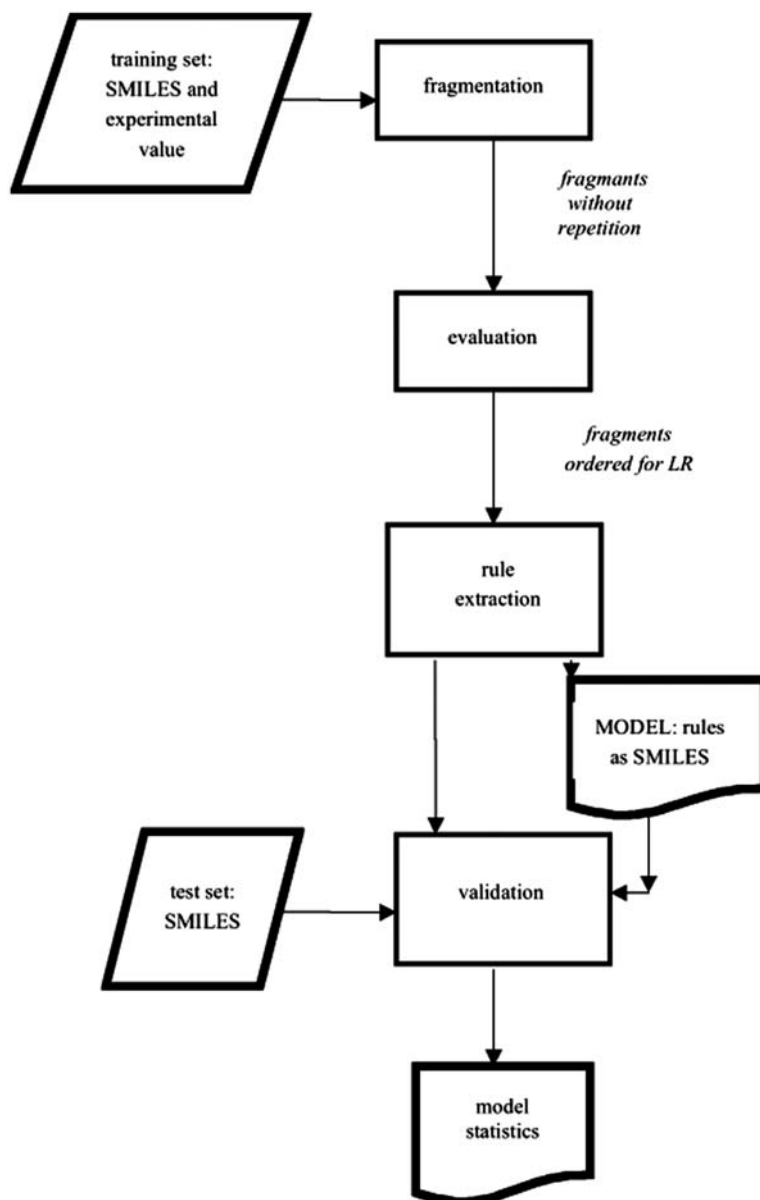 training set:
SMILES and
experimental
value
fragmentation
fragmants
without
repetition
evaluation
fragments
ordered for LR
rule
extraction
MODEL: rules
as SMILES
test set:
SMILES
validation
model
statistics